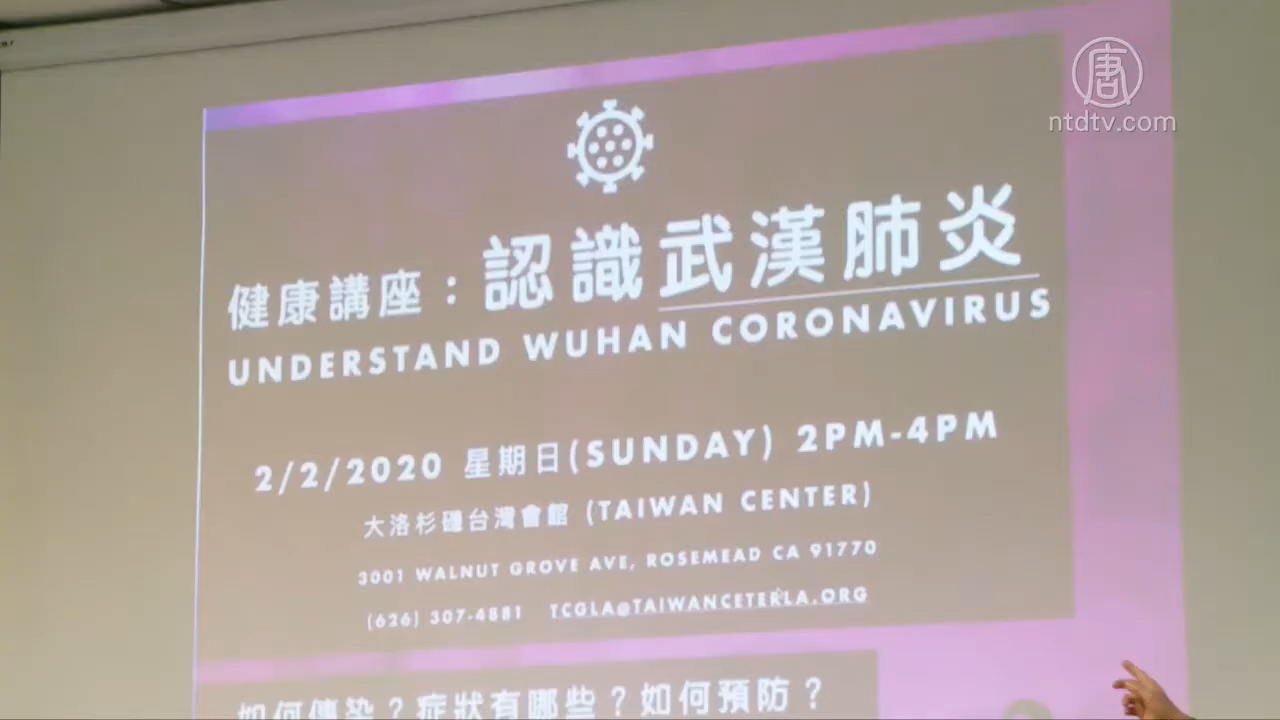 唐
ntdtv.com
健康講座：認識武漢肺炎
UNDERSTAND WUHAN CORONAVIRUS
2/2/2020 星期日(SUNDAY) 2PM-4PM
大洛杉磯台灣會館 (TAIWAN CENTER)
3001 WALNUT GROVE AVE, ROSEMEAD CA 91770
(626) 307-4881 TCGLA@TAIWANCETERLA.ORG
如何傳染？症狀有哪些？如何預防？